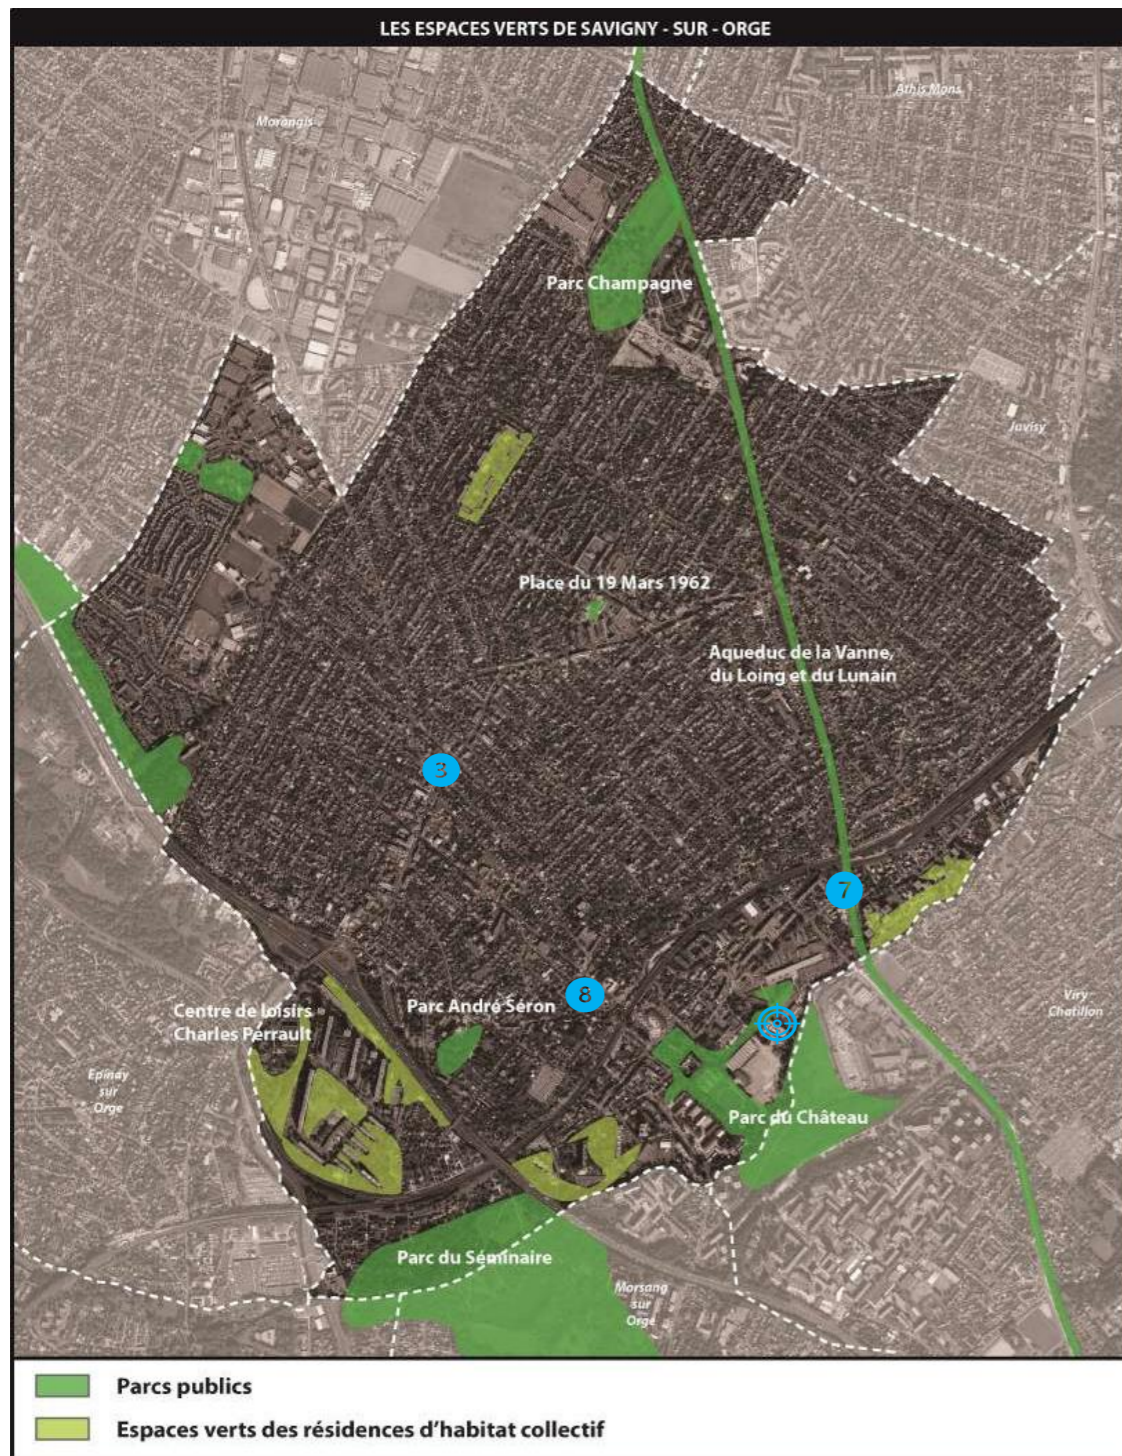 LES ESPACES VERTS DE SAVIGNY - SUR - ORGE
Athis Mons
Morangis
Parc Champagne
Juvisy
Place du 19 Mars 1962
Aqueduc de la Vanne,
du Loing et du Lunain
3
7
8
Parc André Séron
Centre de loisirs
Charles Perrault
Viry
Chatillon
Epinay
sur
Orge
Parc du Château
Parc du Séminaire
Morsang
sur
Orge
Parcs publics
Espaces verts des résidences d'habitat collectif